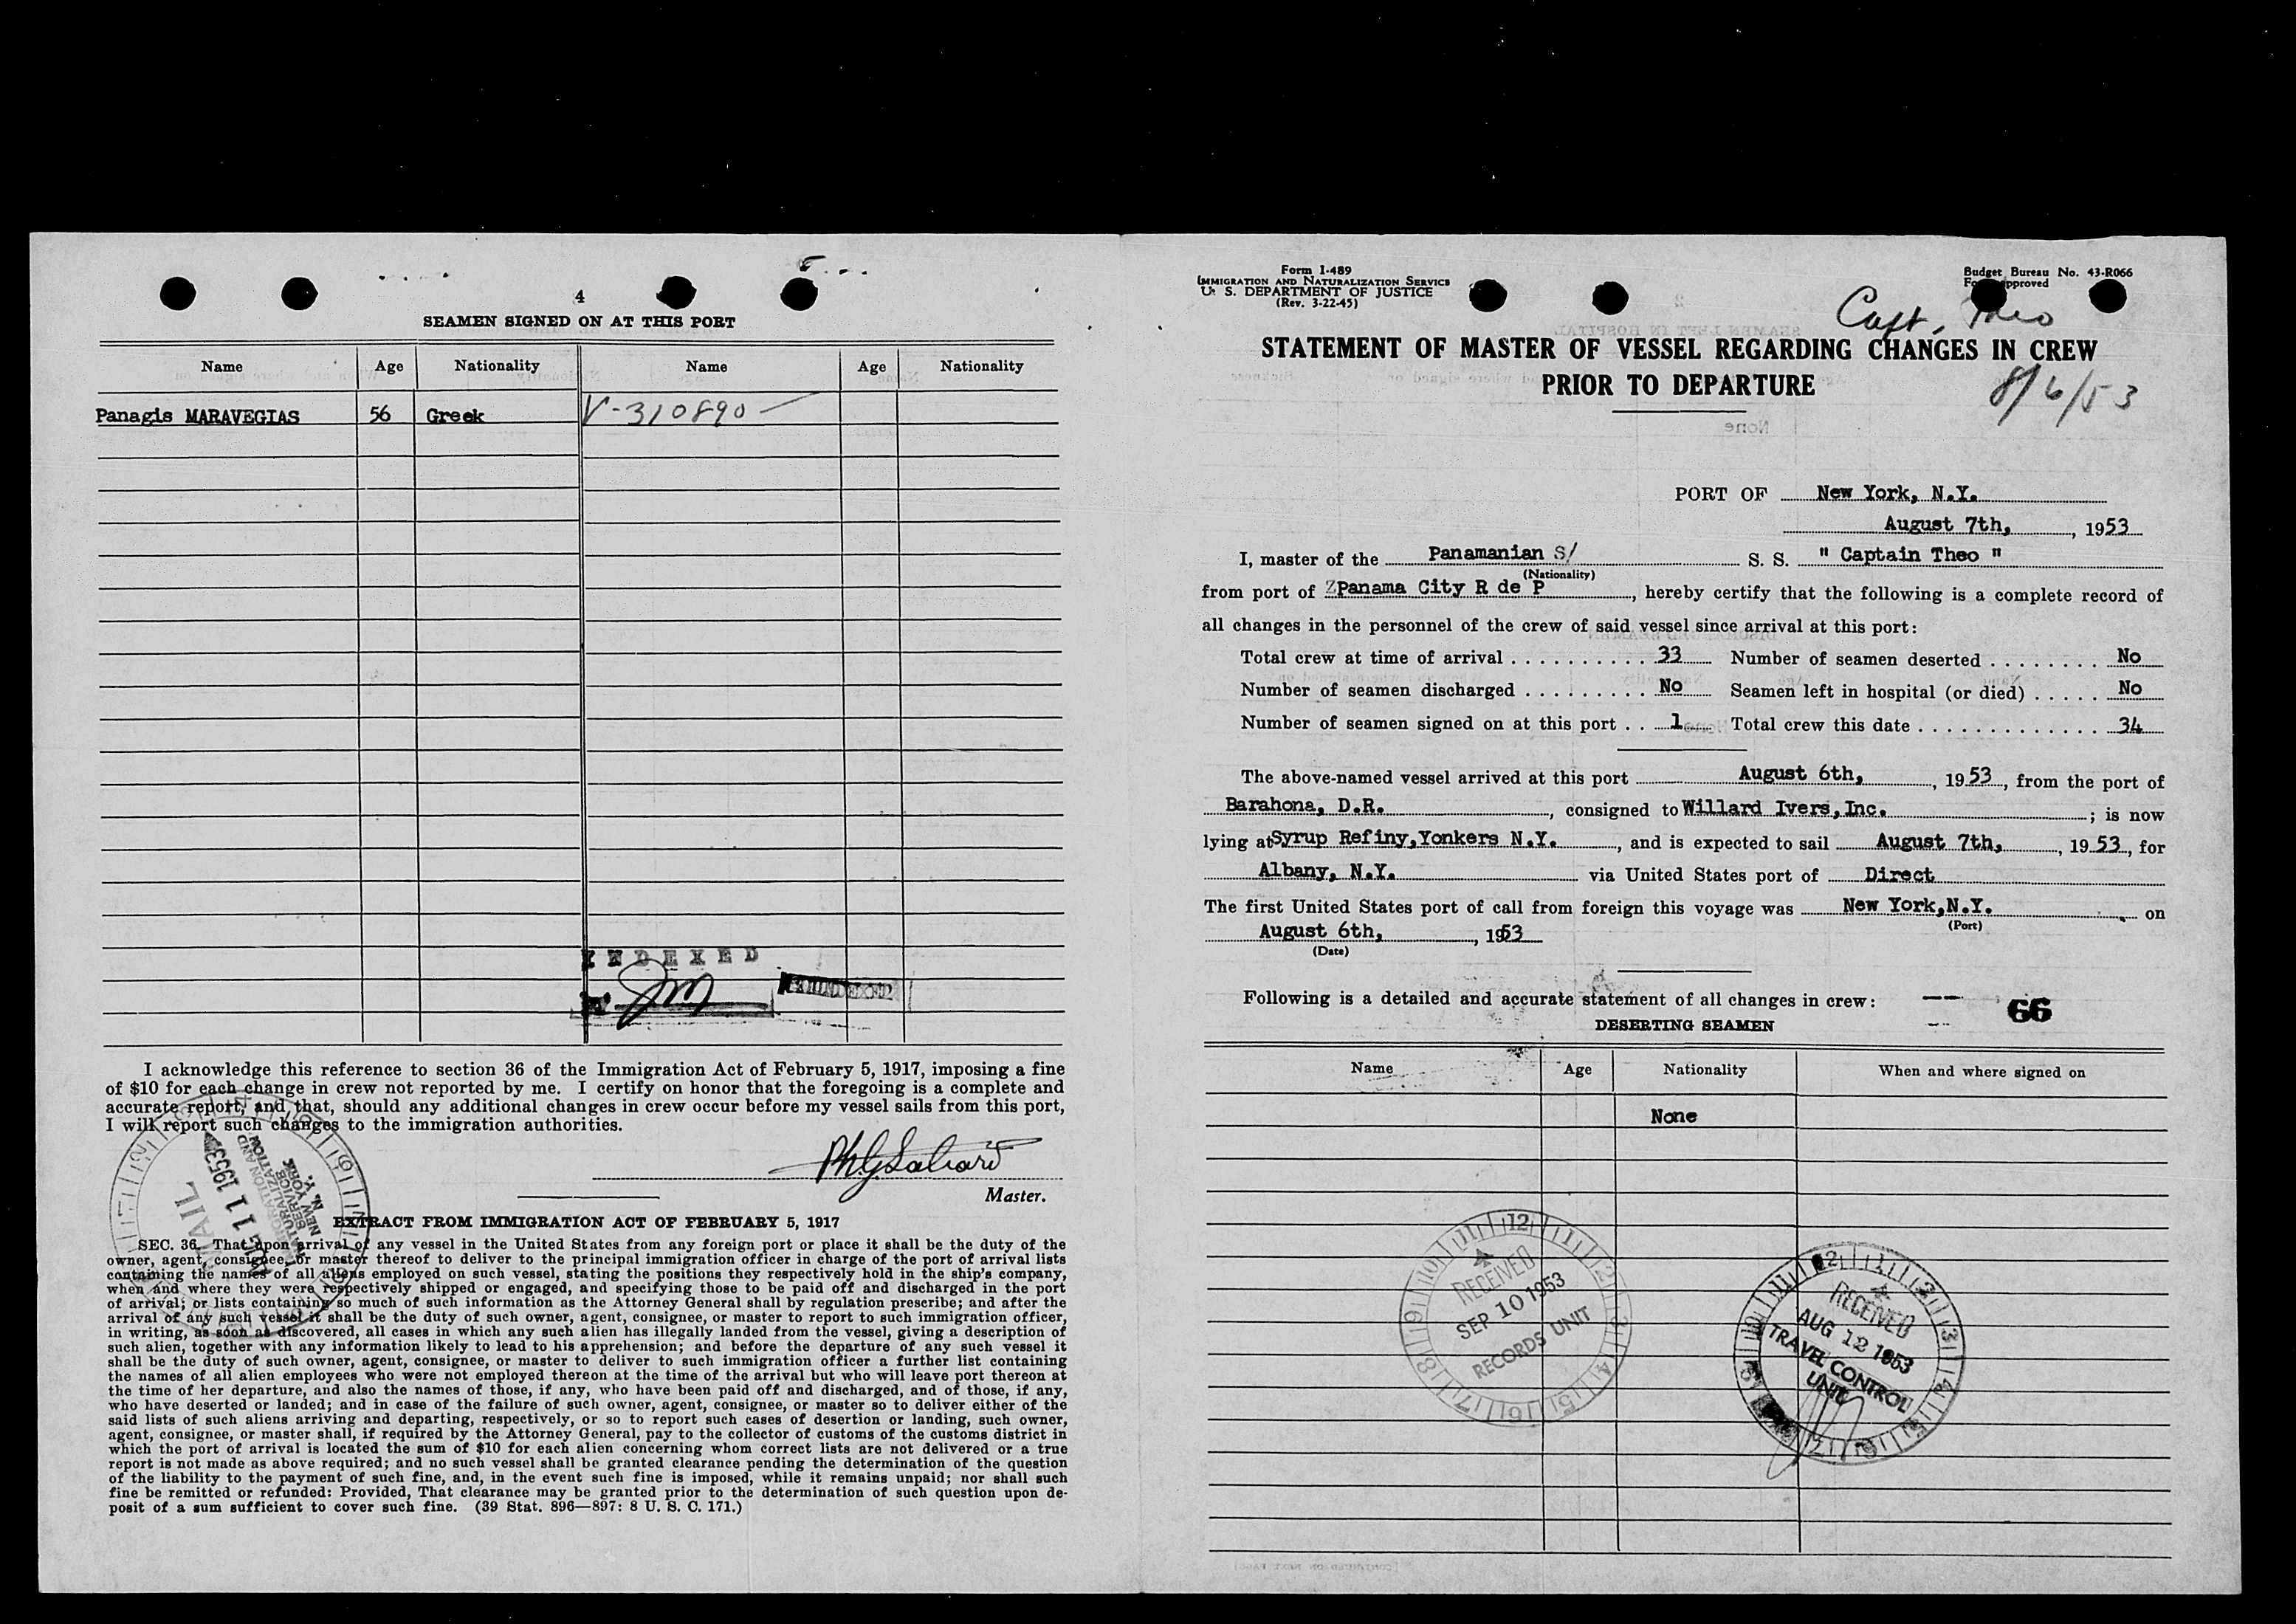 4
SEAMEN SIGNED ON AT THIS PORT
Name Age Nationality Name Age Nationality
Panagis MARAVEGIAS 56 Greek V-310890
INDEXED
I acknowledge this reference to section 36 of the Immigration Act of February 5, 1917, imposing a fine
of $10 for each change in crew not reported by me. I certify on honor that the foregoing is a complete and
accurate report, and that, should any additional changes in crew occur before my vessel sails from this port,
I will report such changes to the immigration authorities.
Master.
MAIL
AUG 11 1953
IMMIGRATION AND
NATURALIZATION
SERVICE
NEW YORK
N. Y.
EXTRACT FROM IMMIGRATION ACT OF FEBRUARY 5, 1917
SEC. 36. That upon arrival of any vessel in the United States from any foreign port or place it shall be the duty of the
owner, agent, consignee, or master thereof to deliver to the principal immigration officer in charge of the port of arrival lists
containing the names of all aliens employed on such vessel, stating the positions they respectively hold in the ship's company,
when and where they were respectively shipped or engaged, and specifying those to be paid off and discharged in the port
of arrival; or lists containing so much of such information as the Attorney General shall by regulation prescribe; and after the
arrival of any such vessel it shall be the duty of such owner, agent, consignee, or master to report to such immigration officer,
in writing, as soon as discovered, all cases in which any such alien has illegally landed from the vessel, giving a description of
such alien, together with any information likely to lead to his apprehension; and before the departure of any such vessel it
shall be the duty of such owner, agent, consignee, or master to deliver to such immigration officer a further list containing
the names of all alien employees who were not employed thereon at the time of the arrival but who will leave port thereon at
the time of her departure, and also the names of those, if any, who have been paid off and discharged, and of those, if any,
who have deserted or landed; and in case of the failure of such owner, agent, consignee, or master so to deliver either of the
said lists of such aliens arriving and departing, respectively, or so to report such cases of desertion or landing, such owner,
agent, consignee, or master shall, if required by the Attorney General, pay to the collector of customs of the customs district in
which the port of arrival is located the sum of $10 for each alien concerning whom correct lists are not delivered or a true
report is not made as above required; and no such vessel shall be granted clearance pending the determination of the question
of the liability to the payment of such fine, and, in the event such fine is imposed, while it remains unpaid; nor shall such
fine be remitted or refunded: Provided, That clearance may be granted prior to the determination of such question upon de-
posit of a sum sufficient to cover such fine. (39 Stat. 896—897: 8 U. S. C. 171.)
Form I-489
IMMIGRATION AND NATURALIZATION SERVICE
U. S. DEPARTMENT OF JUSTICE
(Rev. 3-22-45)
Budget Bureau No. 43-R066
Capt. Theo
STATEMENT OF MASTER OF VESSEL REGARDING CHANGES IN CREW
PRIOR TO DEPARTURE
8/6/53
PORT OF New York, N.Y.
August 7th, , 1953
I, master of the Panamanian S/ S. S. " Captain Theo "
(Nationality)
from port of Panama City R de P , hereby certify that the following is a complete record of
all changes in the personnel of the crew of said vessel since arrival at this port:
Total crew at time of arrival . . . . . . . . . . 33 Number of seamen deserted . . . . . . . . No
Number of seamen discharged . . . . . . . . . No Seamen left in hospital (or died) . . . . . No
Number of seamen signed on at this port . . 1 Total crew this date . . . . . . . . . . . . . . 34
The above-named vessel arrived at this port August 6th, , 1953, from the port of
Barahona, D.R. , consigned to Willard Ivers,Inc. ; is now
lying at Syrup Refiny,Yonkers N.Y. , and is expected to sail August 7th, , 1953, for
Albany, N.Y. via United States port of Direct
The first United States port of call from foreign this voyage was New York,N.Y. on
(Port)
August 6th, , 1953
(Date)
Following is a detailed and accurate statement of all changes in crew:
66
DESERTING SEAMEN
Name Age Nationality When and where signed on
None
RECEIVED
SEP 10 1953
RECORDS UNIT
RECEIVED
AUG 12 1953
TRAVEL CONTROL
UNIT